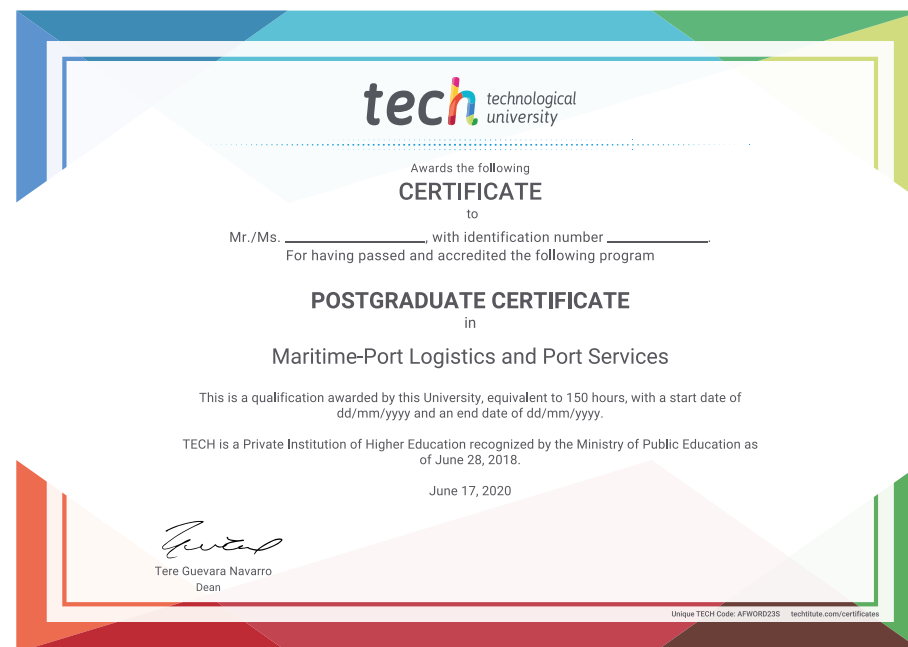 tech technological
university
Awards the following
CERTIFICATE
to
Mr./Ms. ____________, with identification number ____________.
For having passed and accredited the following program
POSTGRADUATE CERTIFICATE
in
Maritime-Port Logistics and Port Services
This is a qualification awarded by this University, equivalent to 150 hours, with a start date of
dd/mm/yyyy and an end date of dd/mm/yyyy.
TECH is a Private Institution of Higher Education recognized by the Ministry of Public Education as
of June 28, 2018.
June 17, 2020
Tere Guevara Navarro
Dean
Unique TECH Code: AFWORD23S techtitute.com/certificates